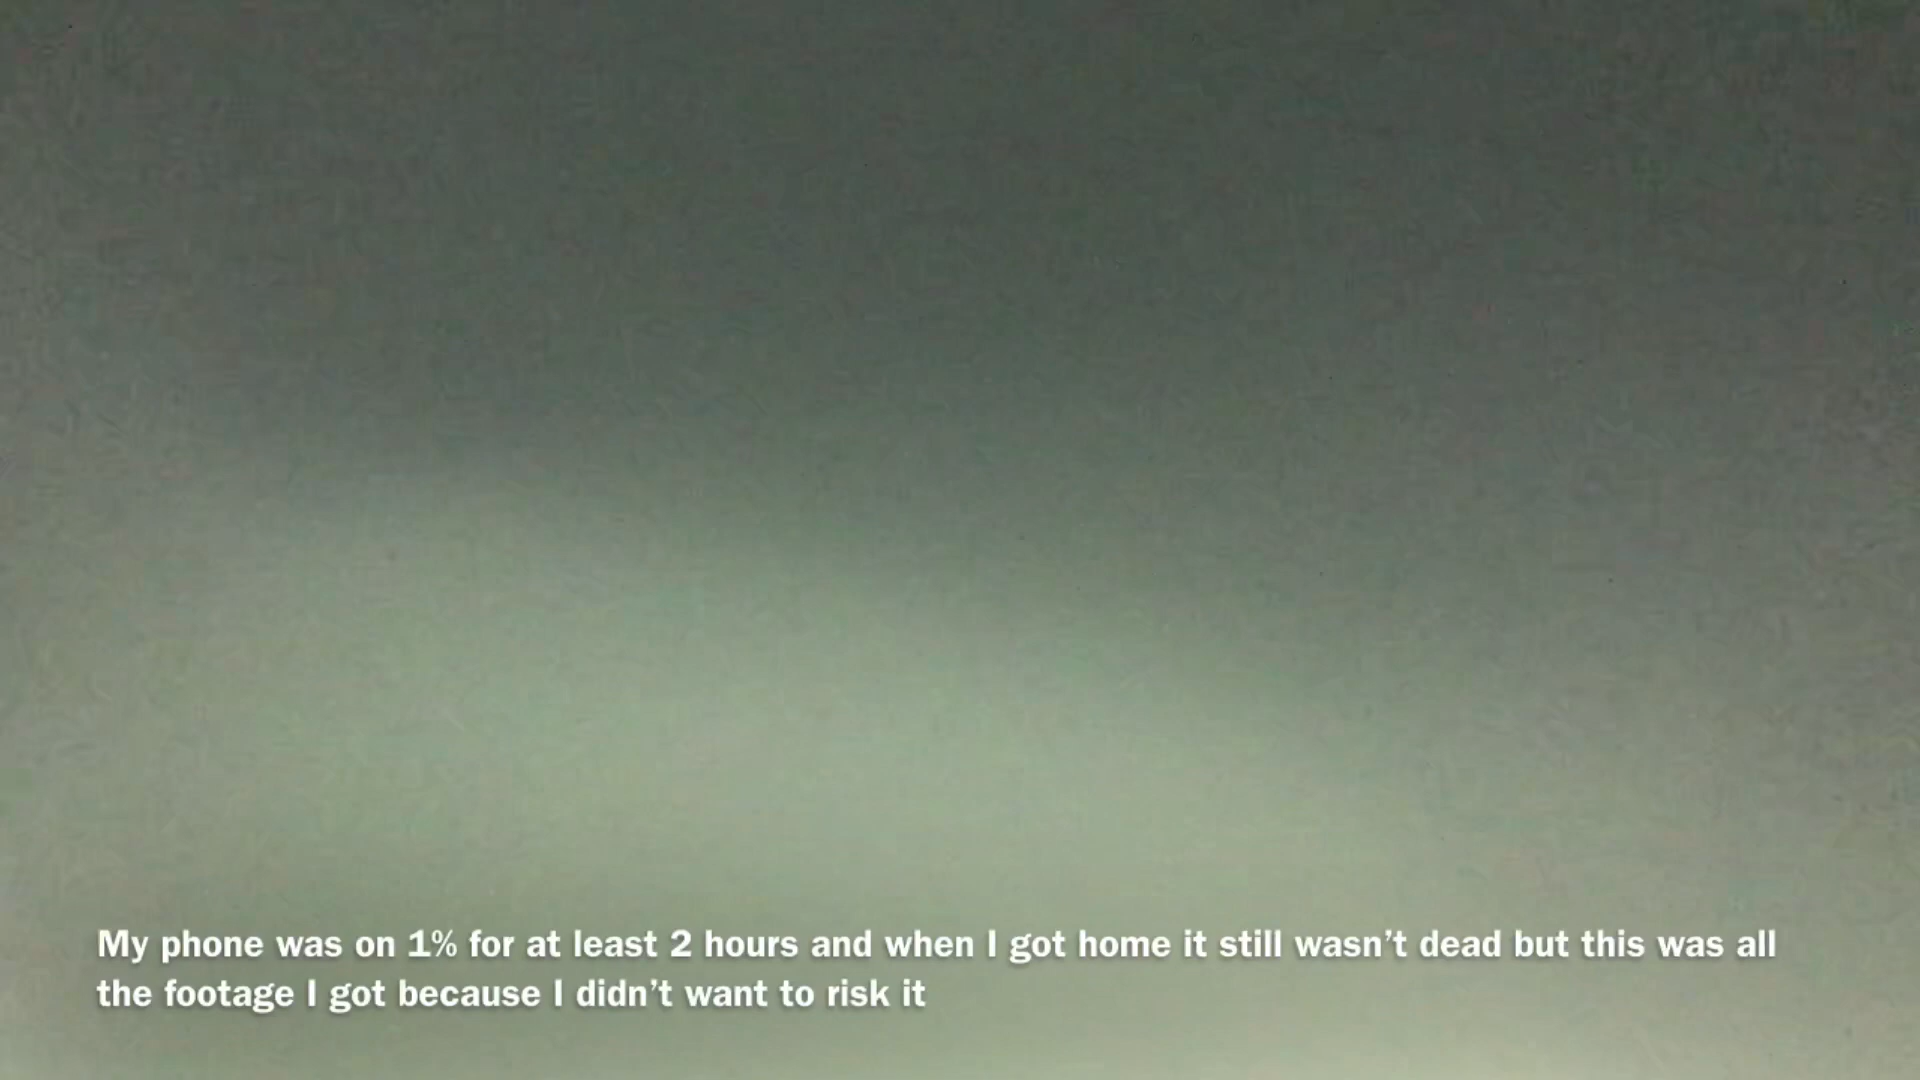 My phone was on 1% for at least 2 hours and when I got home it still wasn’t dead but this was all
the footage I got because I didn’t want to risk it